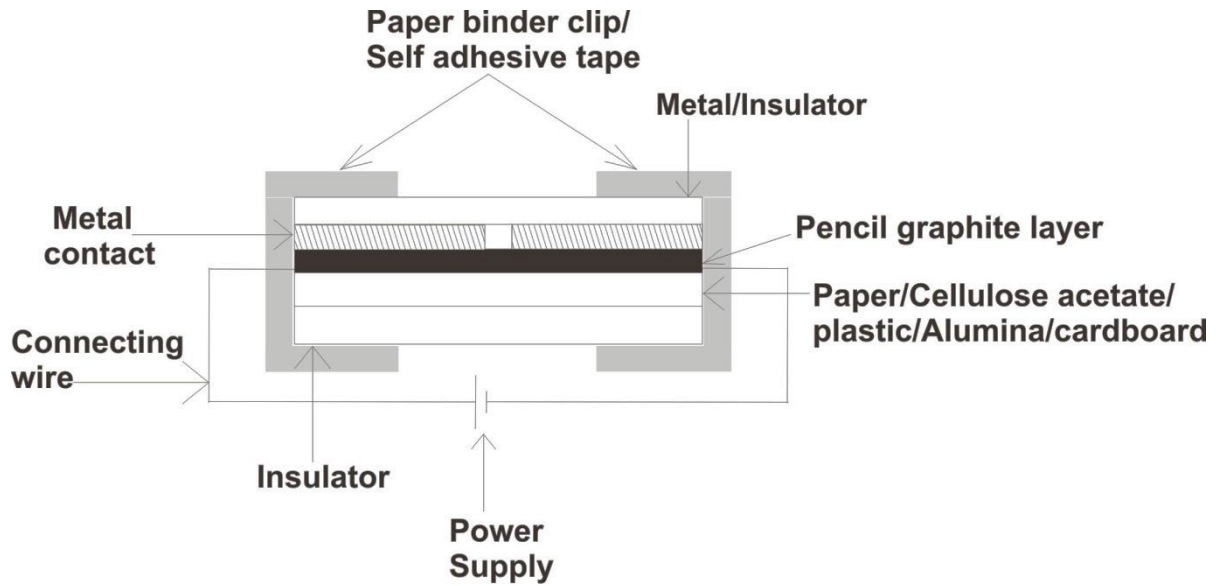 Paper binder clip/
Self adhesive tape
Metal/Insulator
Metal
contact
Pencil graphite layer
Paper/Cellulose acetate/
plastic/Alumina/cardboard
Connecting
wire
Insulator
Power
Supply